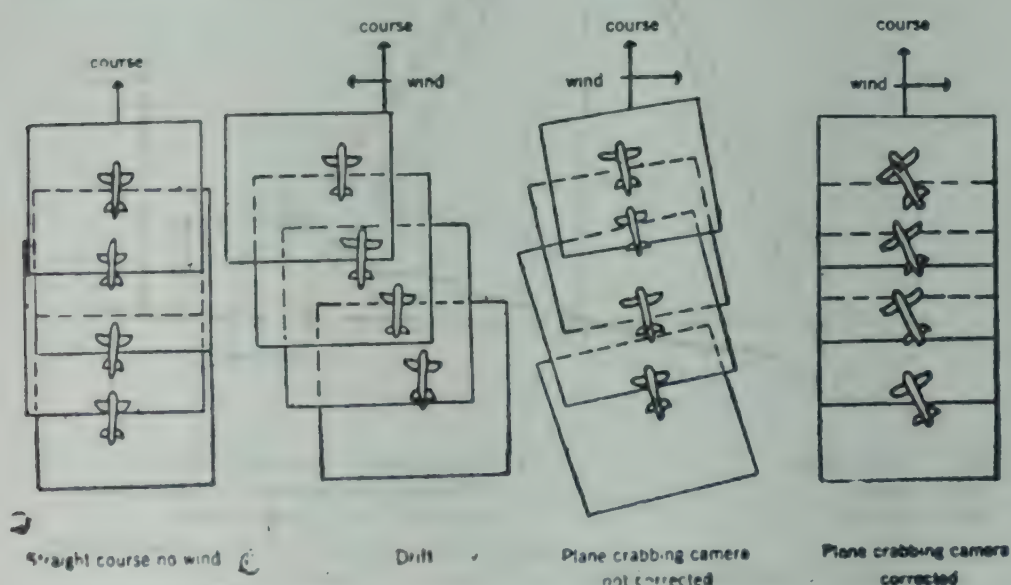 course
wind
course
course
wind
course
wind
Straight course no wind
Drift
Plane crabbing camera
not corrected
Plane crabbing camera
corrected